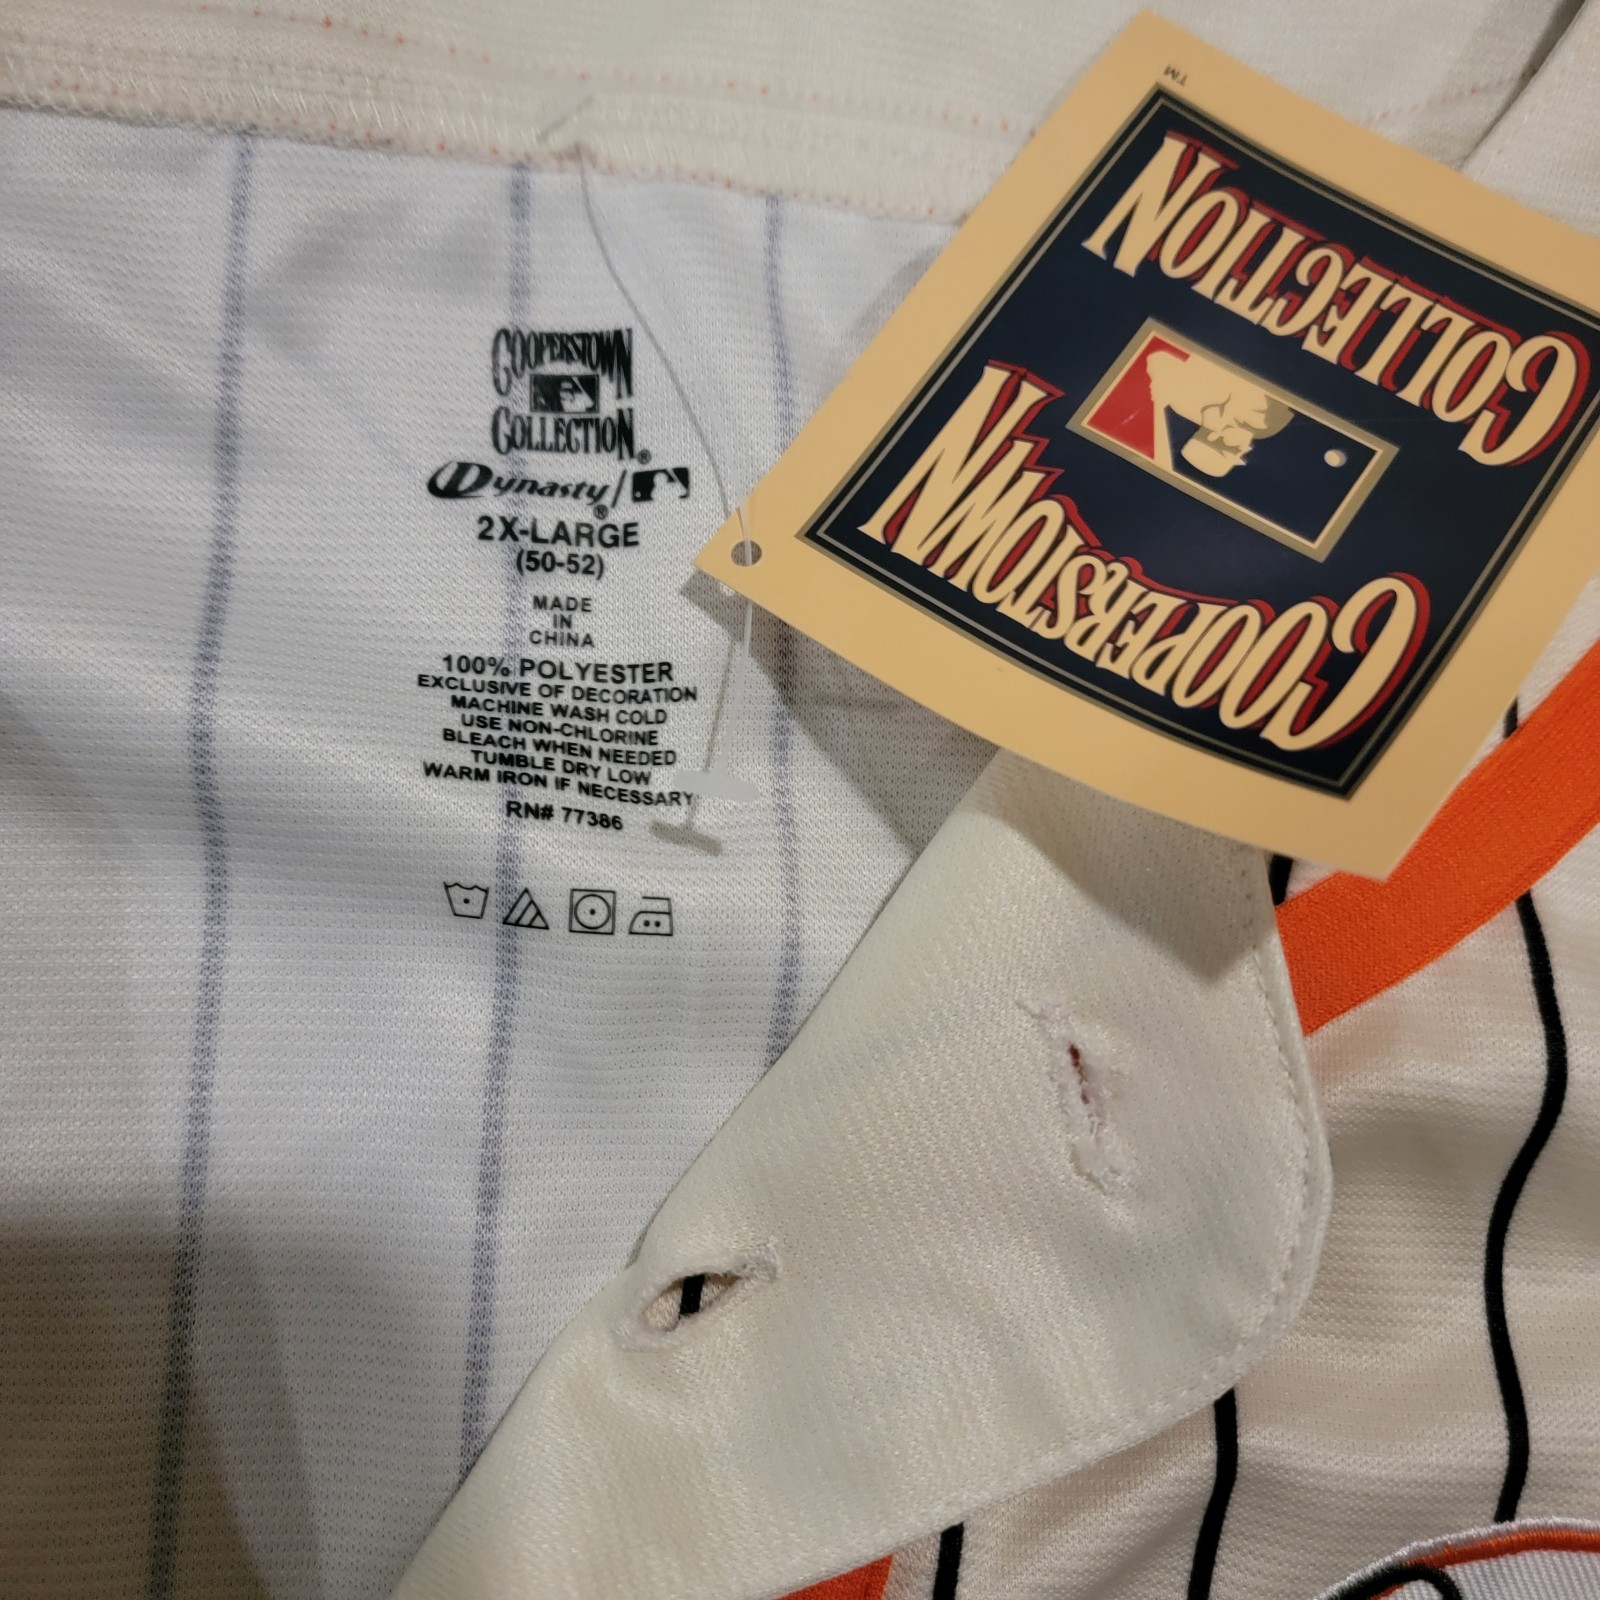 COOPERSTOWN
COLLECTION®
Dynasty®/
2X-LARGE
(50-52)
MADE
IN
CHINA
100% POLYESTER
EXCLUSIVE OF DECORATION
MACHINE WASH COLD
USE NON-CHLORINE
BLEACH WHEN NEEDED
TUMBLE DRY LOW
WARM IRON IF NECESSARY
RN# 77386
COOPERSTOWN
COLLECTION
TM